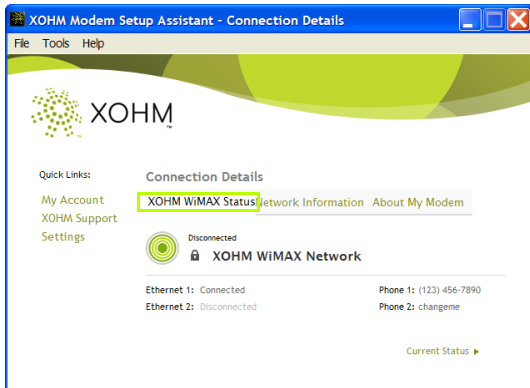 XOHM Modem Setup Assistant - Connection Details
File Tools Help
XOHM™
Quick Links:
My Account
XOHM Support
Settings
Connection Details
XOHM WiMAX Status Network Information About My Modem
Disconnected
XOHM WiMAX Network
Ethernet 1: Connected Phone 1: (123) 456-7890
Ethernet 2: Disconnected Phone 2: changeme
Current Status